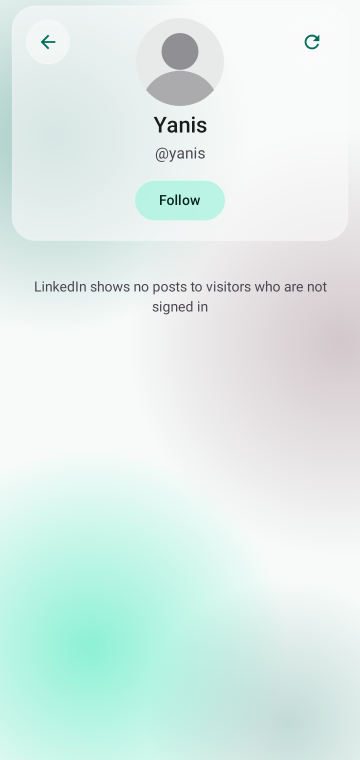 Yanis
@yanis
Follow
LinkedIn shows no posts to visitors who are not
signed in